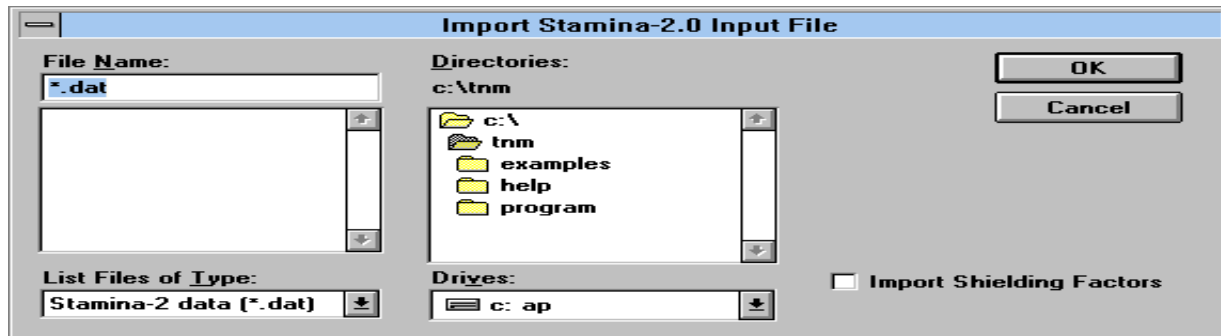 Import Stamina-2.0 Input File
File Name:
*.dat
Directories:
c:\tnm
c:\
tnm
examples
help
program
OK
Cancel
List Files of Type:
Stamina-2 data (*.dat)
Drives:
c: ap
Import Shielding Factors